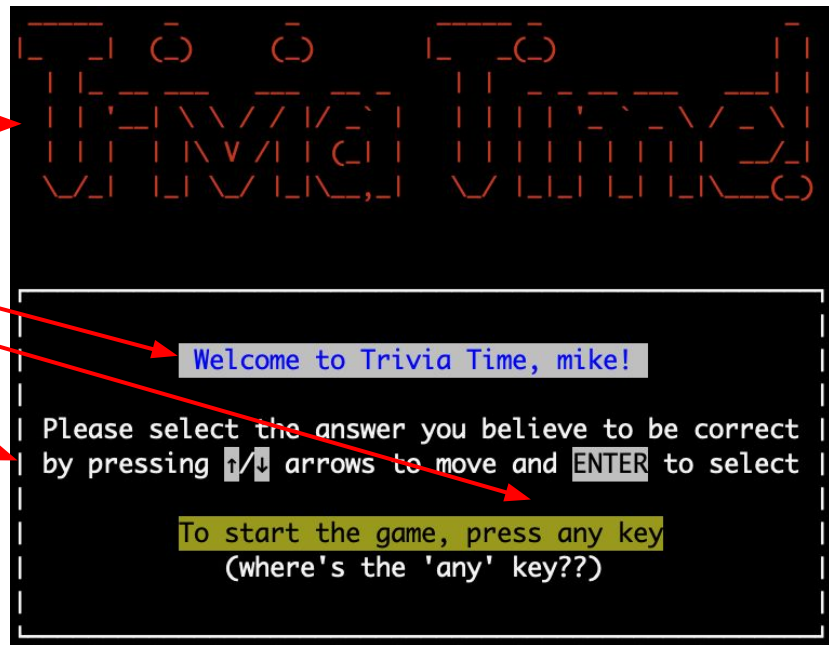 Trivia Time!
Welcome to Trivia Time, mike!
Please select the answer you believe to be correct
by pressing ↑/↓ arrows to move and ENTER to select
To start the game, press any key
(where's the 'any' key??)